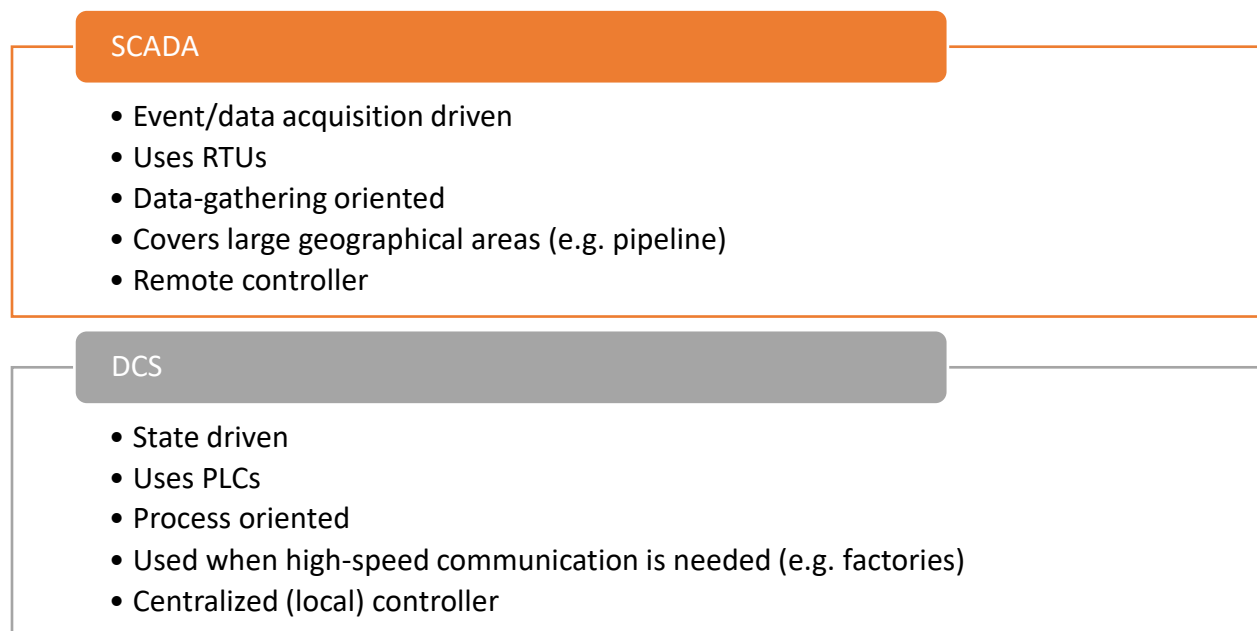 SCADA
• Event/data acquisition driven
• Uses RTUs
• Data-gathering oriented
• Covers large geographical areas (e.g. pipeline)
• Remote controller
DCS
• State driven
• Uses PLCs
• Process oriented
• Used when high-speed communication is needed (e.g. factories)
• Centralized (local) controller